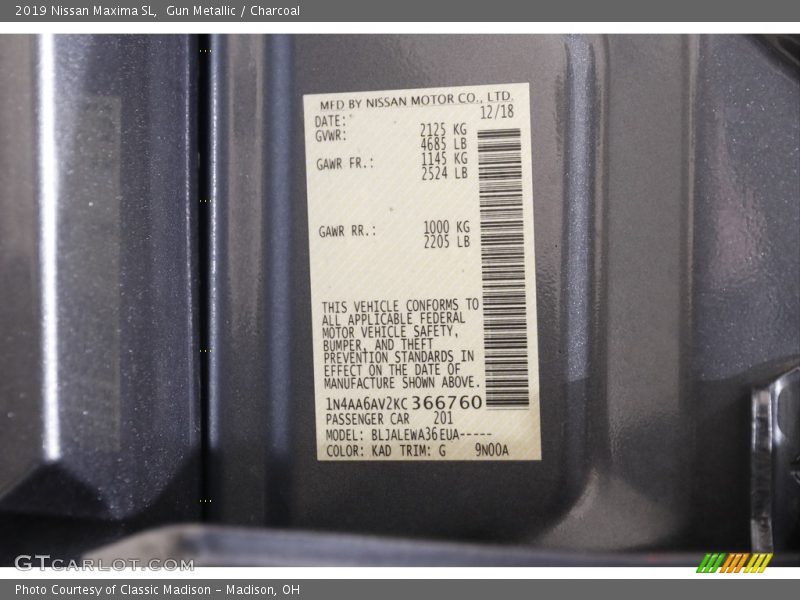 2019 Nissan Maxima SL,  Gun Metallic / Charcoal
MFD BY NISSAN MOTOR CO., LTD.
DATE: 12/18
GVWR: 2125 KG
4685 LB
GAWR FR.: 1145 KG
2524 LB
GAWR RR.: 1000 KG
2205 LB
THIS VEHICLE CONFORMS TO
ALL APPLICABLE FEDERAL
MOTOR VEHICLE SAFETY,
BUMPER, AND THEFT
PREVENTION STANDARDS IN
EFFECT ON THE DATE OF
MANUFACTURE SHOWN ABOVE.
1N4AA6AV2KC366760
PASSENGER CAR 201
MODEL: BLJALEWA36EUA-----
COLOR: KAD TRIM: G 9N00A
GTCARLOT.COM
Photo Courtesy of Classic Madison – Madison, OH